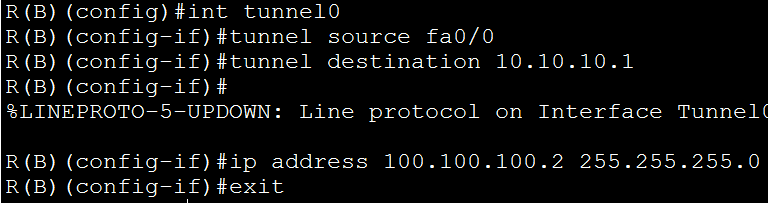 R(B)(config)#int tunnel0
R(B)(config-if)#tunnel source fa0/0
R(B)(config-if)#tunnel destination 10.10.10.1
R(B)(config-if)#
%LINEPROTO-5-UPDOWN: Line protocol on Interface Tunnel0
R(B)(config-if)#ip address 100.100.100.2 255.255.255.0
R(B)(config-if)#exit